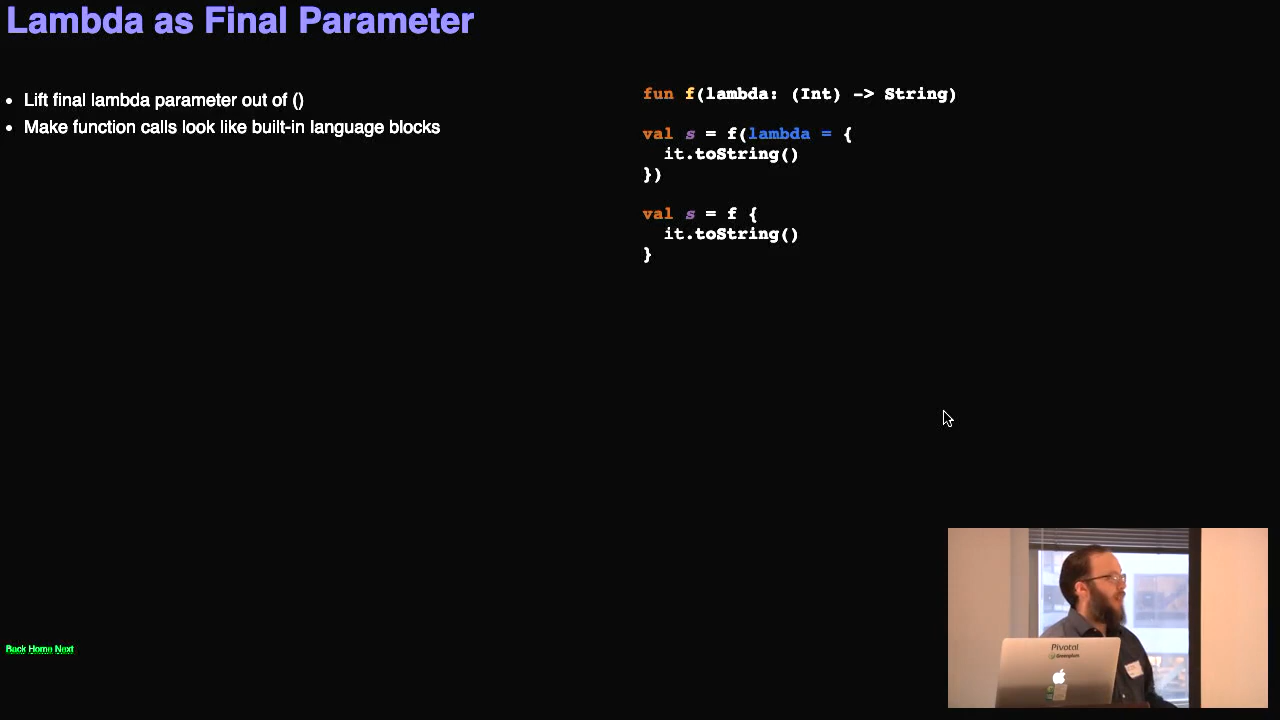 Lambda as Final Parameter
Lift final lambda parameter out of ()
Make function calls look like built-in language blocks
fun f(lambda: (Int) -> String)
val s = f(lambda = {
it.toString()
})
val s = f {
it.toString()
}
Back Home Next
Pivotal
Greenplum